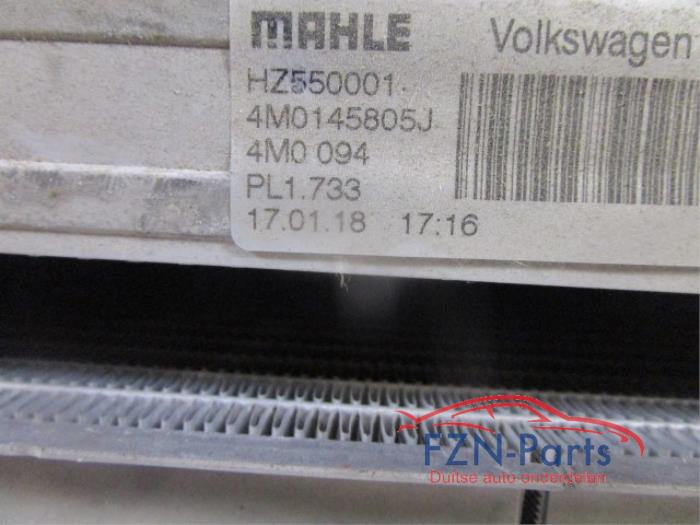 MAHLE Volkswagen
HZ550001
4M0145805J
4M0 094
PL1.733
17.01.18 17:16
FZN-Parts
Duitse auto onderdelen